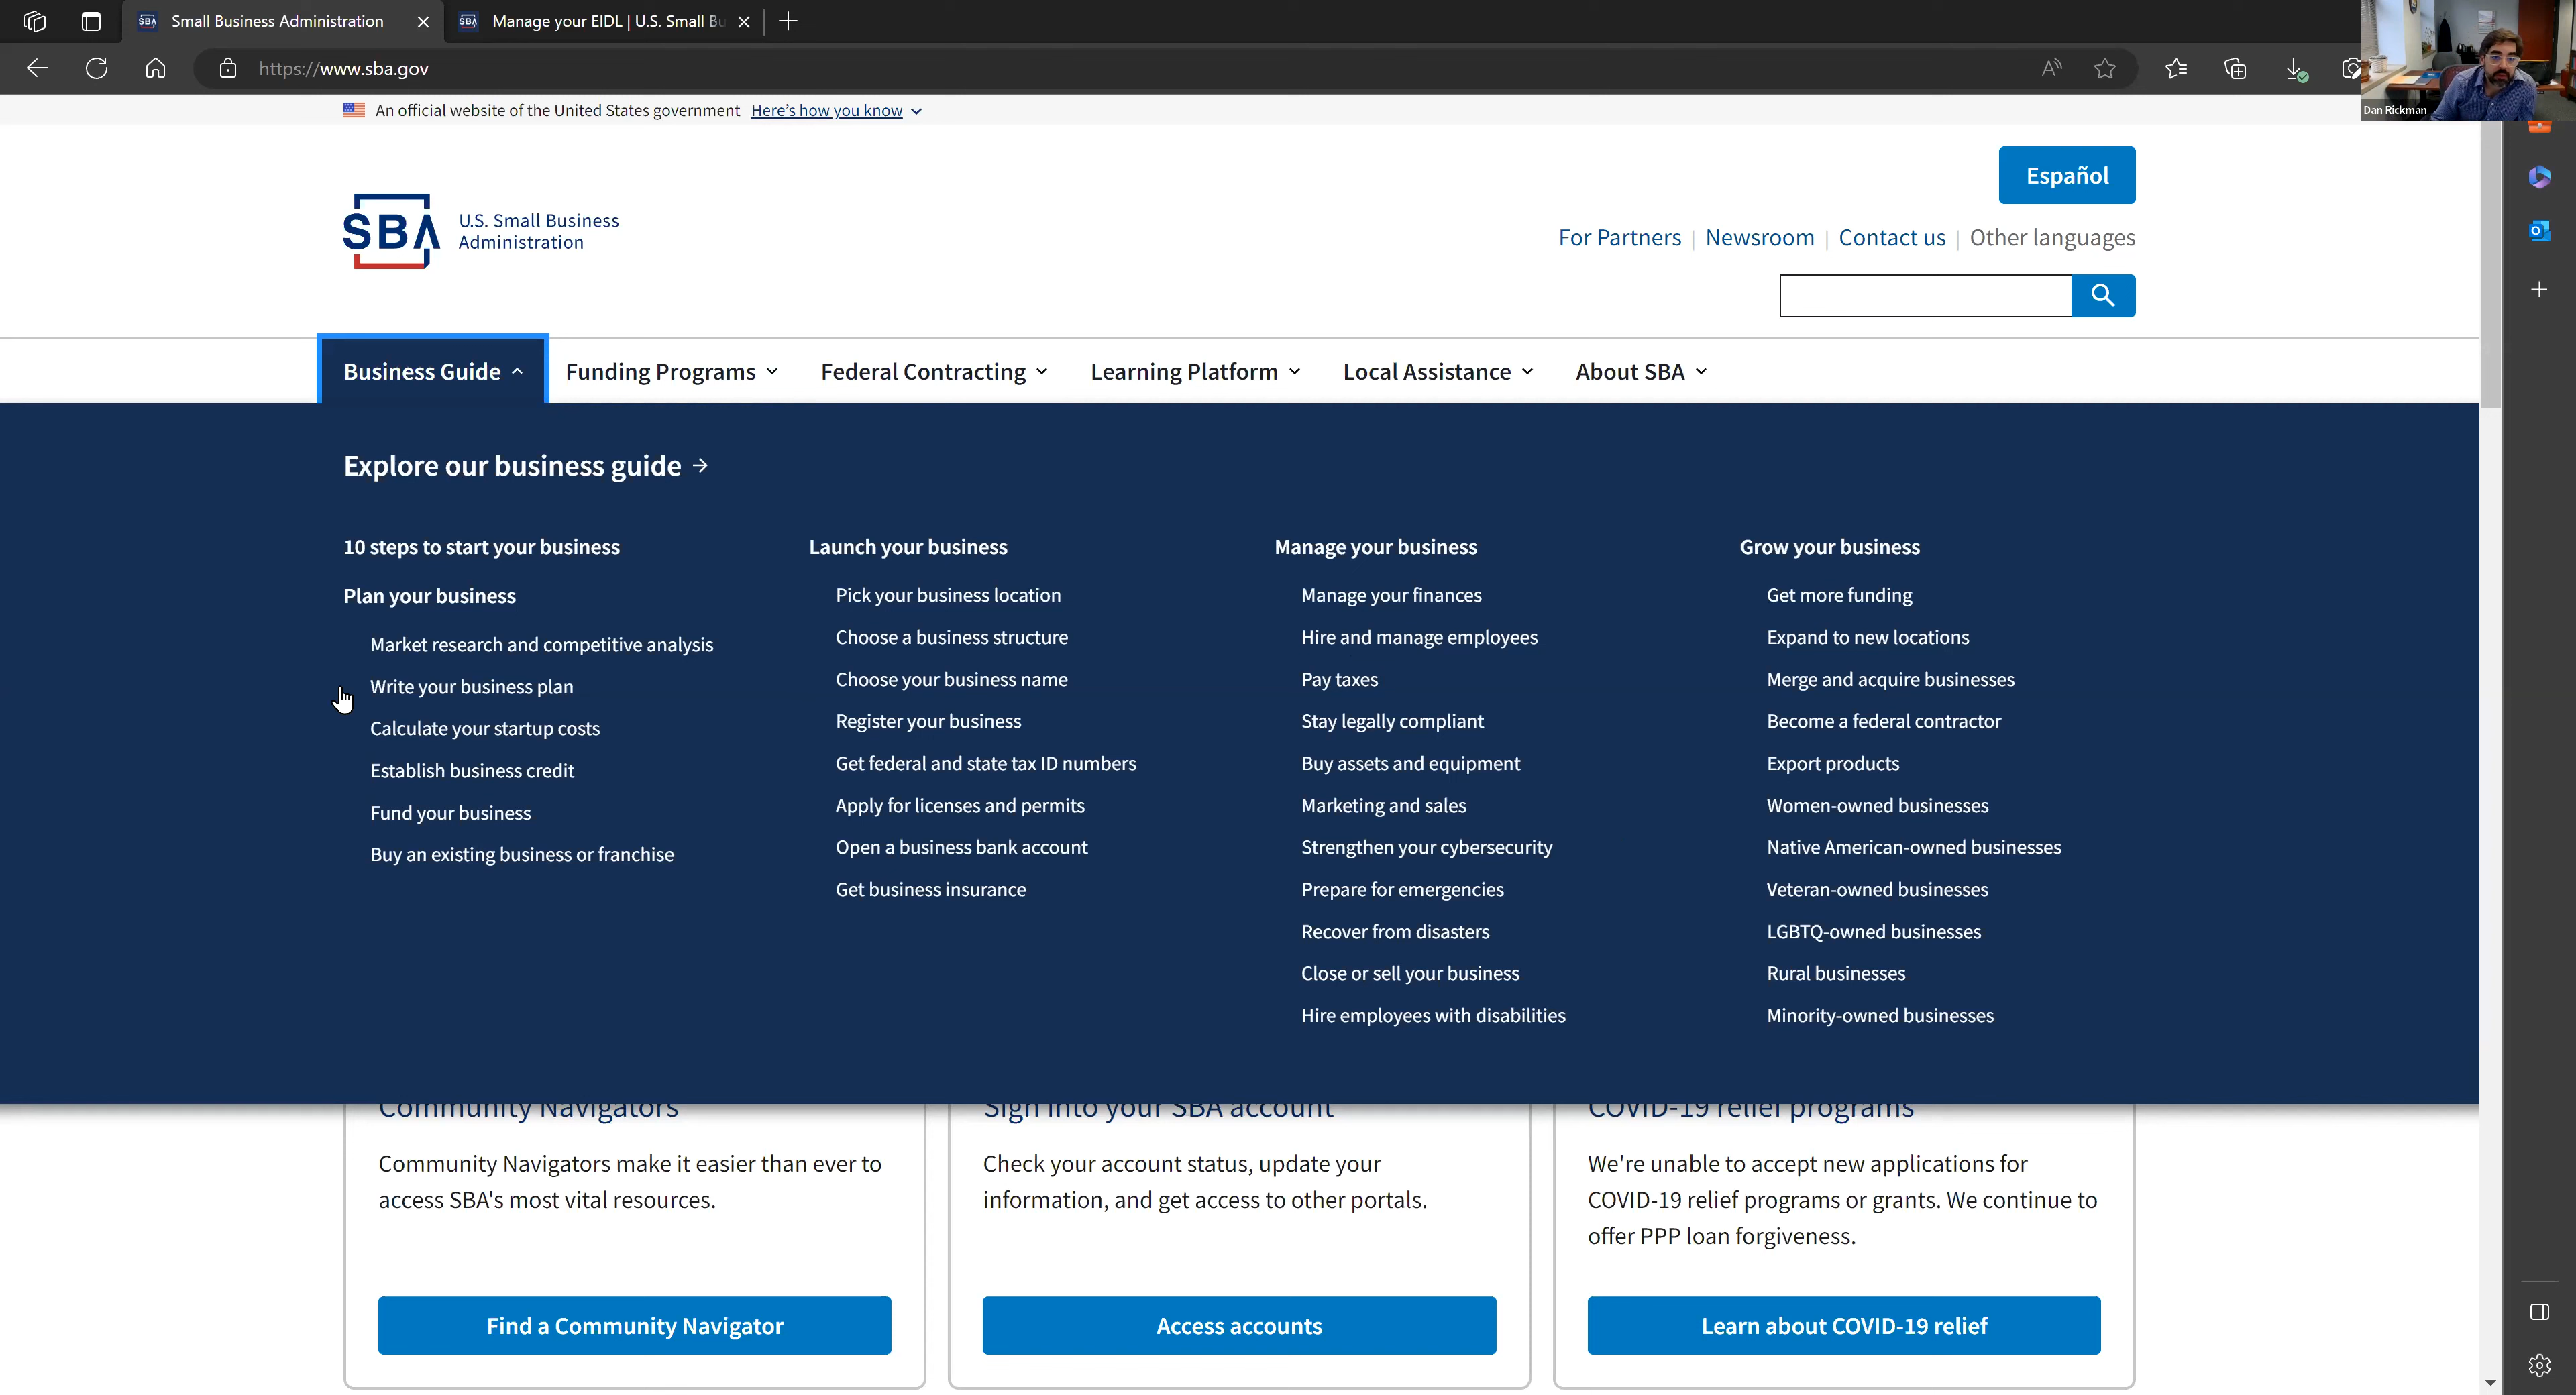 Small Business Administration
Manage your EIDL | U.S. Small Bu
https://www.sba.gov
Dan Rickman
An official website of the United States government Here's how you know
Español
SBA
U.S. Small Business
Administration
For Partners | Newsroom | Contact us | Other languages
Business Guide
Funding Programs
Federal Contracting
Learning Platform
Local Assistance
About SBA
Explore our business guide →
10 steps to start your business
Plan your business
Market research and competitive analysis
Write your business plan
Calculate your startup costs
Establish business credit
Fund your business
Buy an existing business or franchise
Launch your business
Pick your business location
Choose a business structure
Choose your business name
Register your business
Get federal and state tax ID numbers
Apply for licenses and permits
Open a business bank account
Get business insurance
Manage your business
Manage your finances
Hire and manage employees
Pay taxes
Stay legally compliant
Buy assets and equipment
Marketing and sales
Strengthen your cybersecurity
Prepare for emergencies
Recover from disasters
Close or sell your business
Hire employees with disabilities
Grow your business
Get more funding
Expand to new locations
Merge and acquire businesses
Become a federal contractor
Export products
Women-owned businesses
Native American-owned businesses
Veteran-owned businesses
LGBTQ-owned businesses
Rural businesses
Minority-owned businesses
Community Navigators
Community Navigators make it easier than ever to
access SBA's most vital resources.
Find a Community Navigator
Sign into your SBA account
Check your account status, update your
information, and get access to other portals.
Access accounts
COVID-19 relief programs
We're unable to accept new applications for
COVID-19 relief programs or grants. We continue to
offer PPP loan forgiveness.
Learn about COVID-19 relief